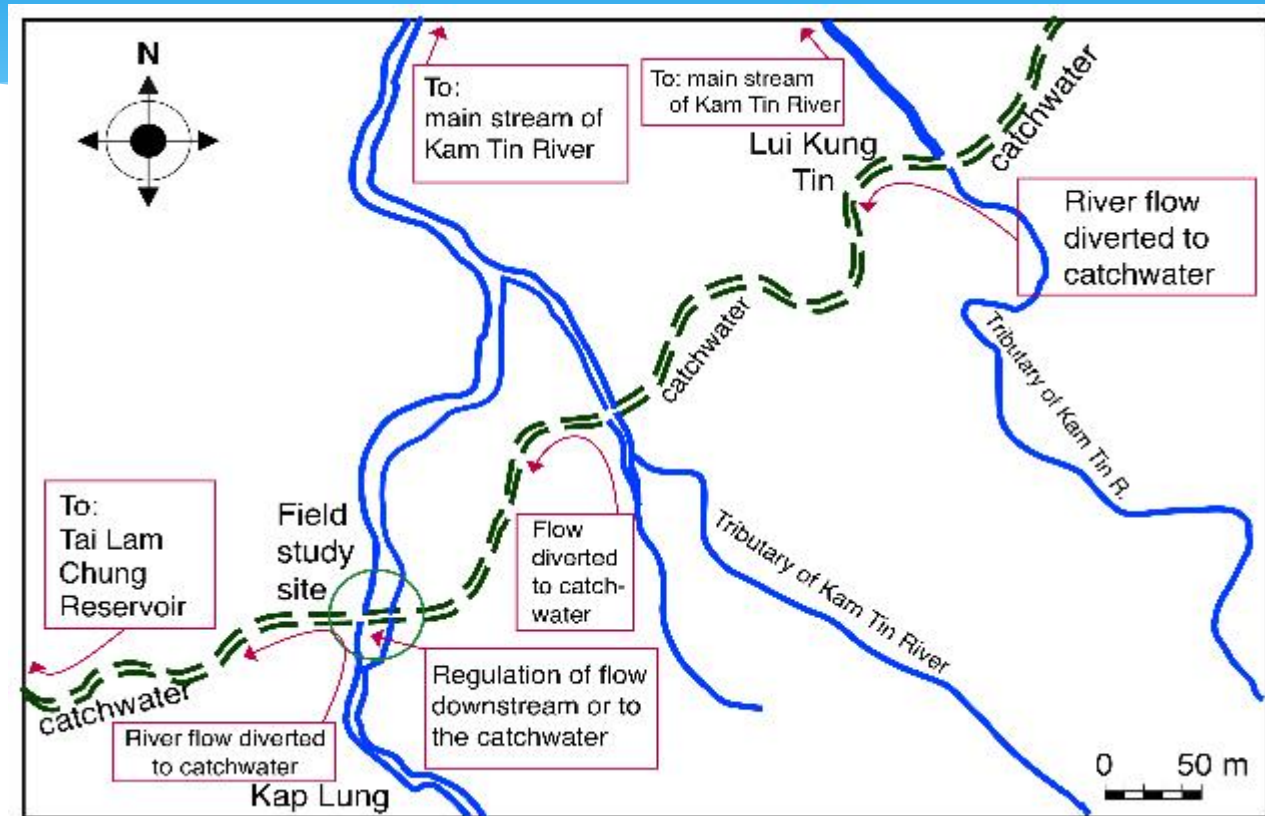 N
To:
main stream of
Kam Tin River
To: main stream
of Kam Tin River
catchwater
Lui Kung
Tin
River flow
diverted to
catchwater
catchwater
Tributary of Kam Tin R.
To:
Tai Lam
Chung
Reservoir
Field
study
site
Flow
diverted
to catch-
water
Tributary of Kam Tin River
catchwater
River flow diverted
to catchwater
Regulation of flow
downstream or to
the catchwater
Kap Lung
0 50 m